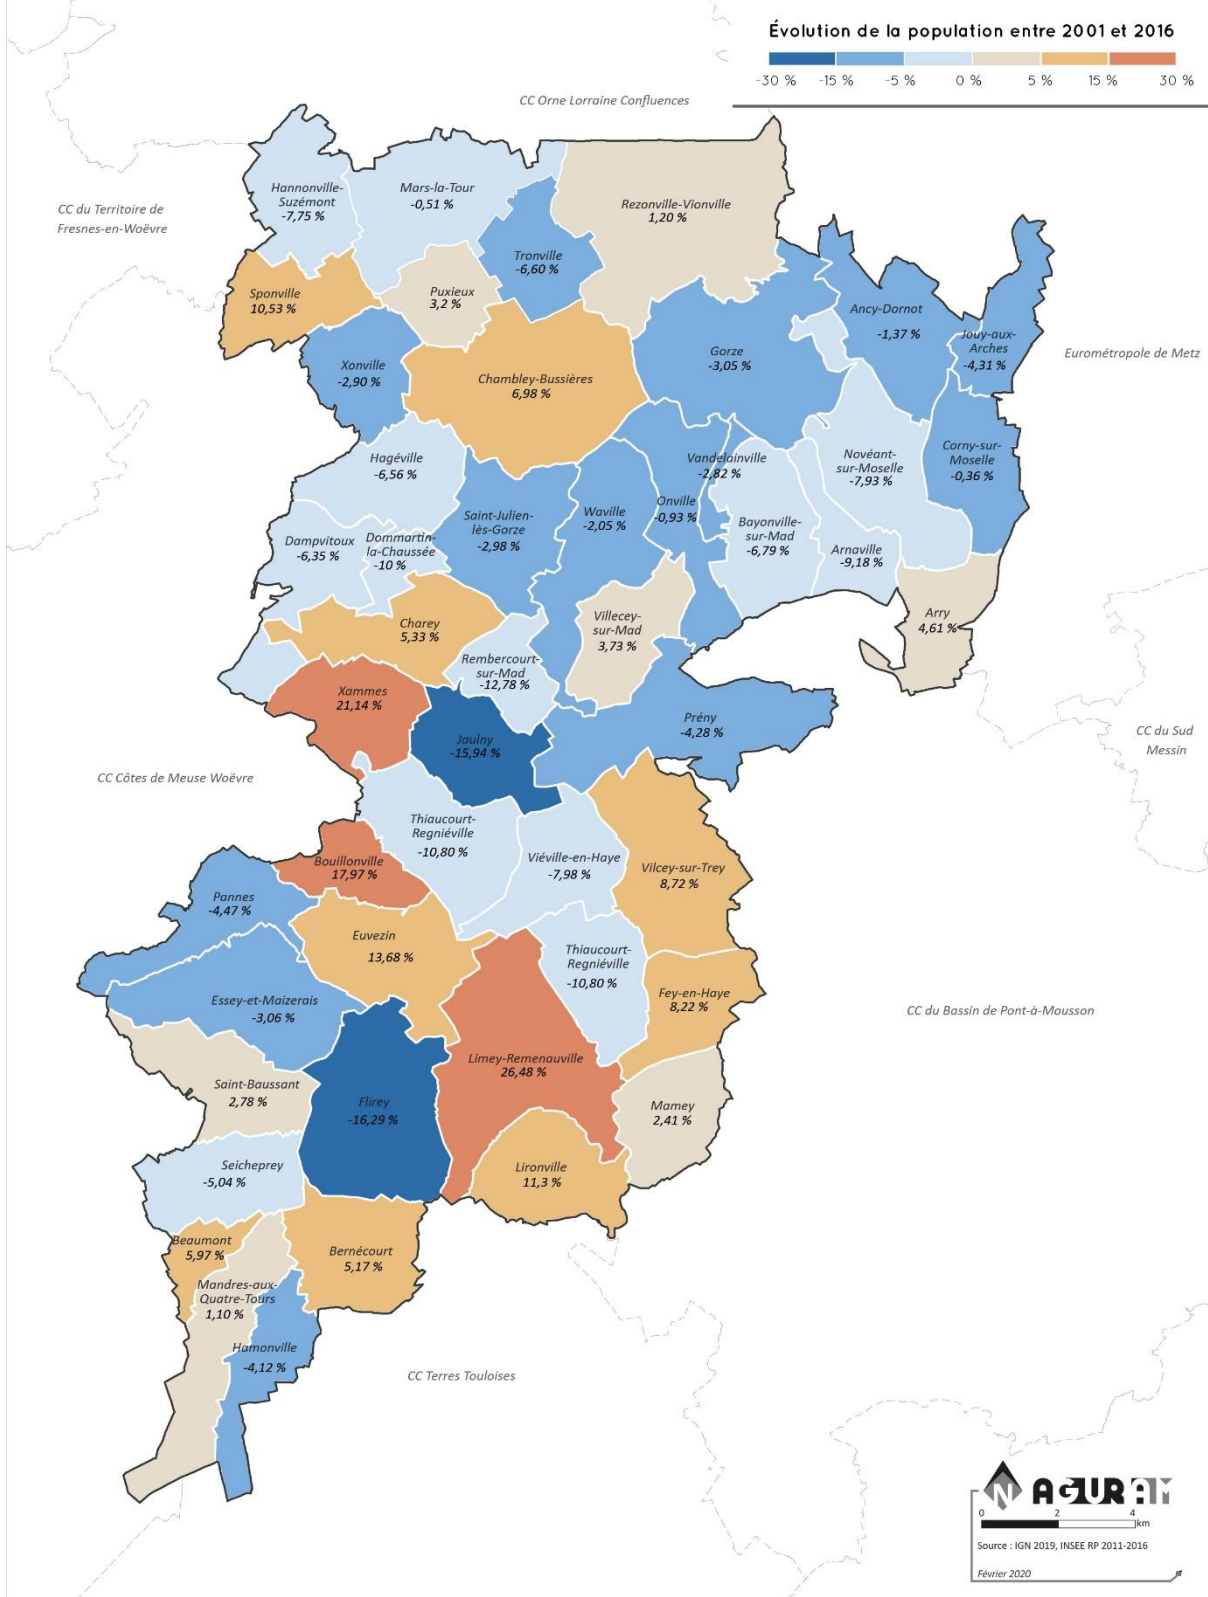 Évolution de la population entre 2001 et 2016
-30 % -15 % -5 % 0 % 5 % 15 % 30 %
CC Orne Lorraine Confluences
CC du Territoire de
Fresnes-en-Woëvre
Hannonville-
Suzémont
-7,75 %
Mars-la-Tour
-0,51 %
Rezonville-Vionville
1,20 %
Tronville
-6,60 %
Sponville
10,53 %
Puxieux
3,2 %
Ancy-Dornot
-1,37 %
Jouy-aux-
Arches
-4,31 %
Eurométropole de Metz
Gorze
-3,05 %
Xonville
-2,90 %
Chambley-Bussières
6,98 %
Hagéville
-6,56 %
Vandelainville
-2,82 %
Novéant-
sur-Moselle
-7,93 %
Corny-sur-
Moselle
-0,36 %
Saint-Julien-
lès-Gorze
-2,98 %
Waville
-2,05 %
Onville
-0,93 %
Bayonville-
sur-Mad
-6,79 %
Arnaville
-9,18 %
Dampvitoux
-6,35 %
Dommartin-
la-Chaussée
-10 %
Charey
5,33 %
Villecey-
sur-Mad
3,73 %
Arry
4,61 %
Rembercourt-
sur-Mad
-12,78 %
Xammes
21,14 %
Jaulny
-15,94 %
Prény
-4,28 %
CC du Sud
Messin
CC Côtes de Meuse Woëvre
Thiaucourt-
Regniéville
-10,80 %
Viéville-en-Haye
-7,98 %
Bouillonville
17,97 %
Vilcey-sur-Trey
8,72 %
Pannes
-4,47 %
Euvezin
13,68 %
Thiaucourt-
Regniéville
-10,80 %
Essey-et-Maizerais
-3,06 %
Fey-en-Haye
8,22 %
CC du Bassin de Pont-à-Mousson
Limey-Remenauville
26,48 %
Saint-Baussant
2,78 %
Flirey
-16,29 %
Mamey
2,41 %
Seicheprey
-5,04 %
Lironville
11,3 %
Beaumont
5,97 %
Bernécourt
5,17 %
Mandres-aux-
Quatre-Tours
1,10 %
Hamonville
-4,12 %
CC Terres Touloises
N AGURAM
0 2 4
km
Source : IGN 2019, INSEE RP 2011-2016
Février 2020